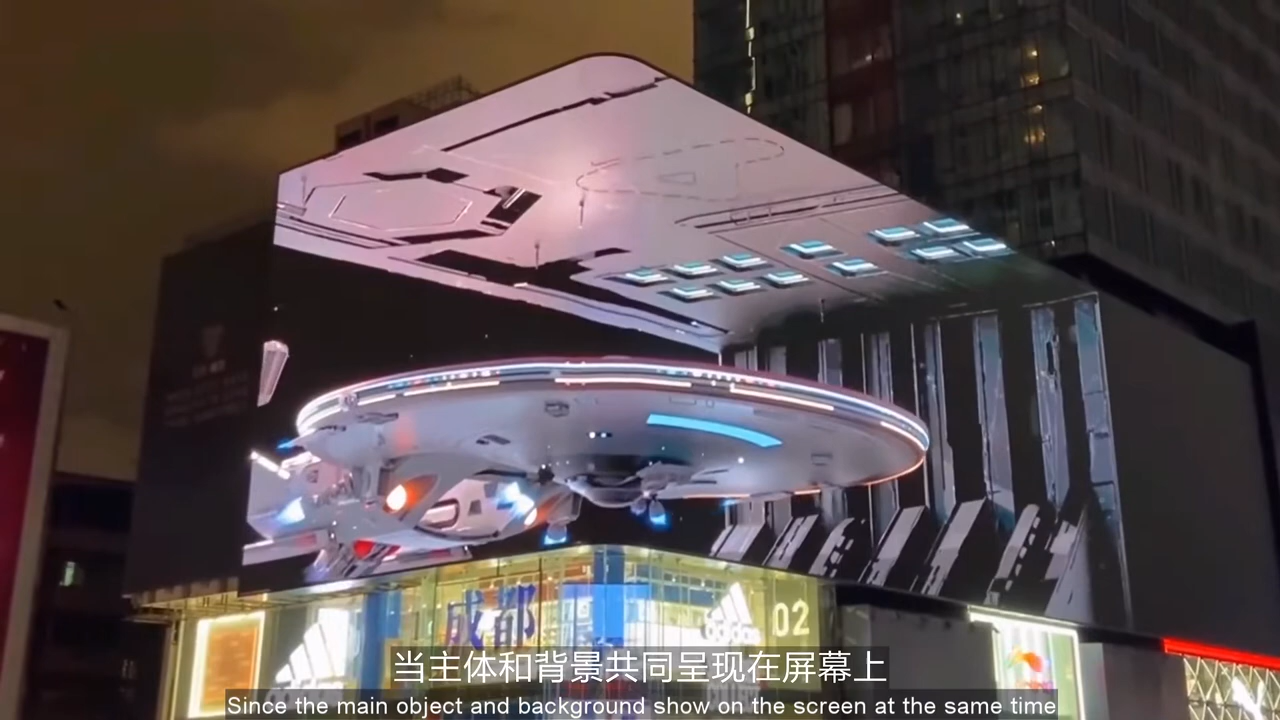 成都
adidas
02
当主体和背景共同呈现在屏幕上
Since the main object and background show on the screen at the same time